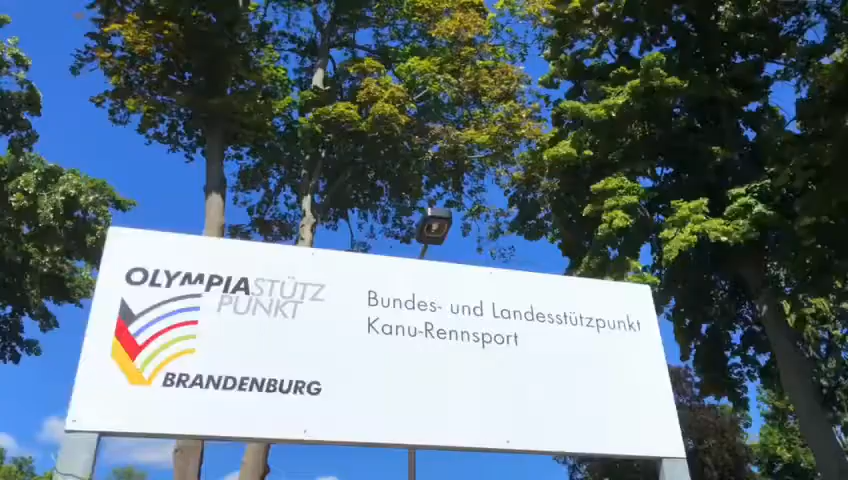 OLYMPIASTÜTZ
PUNKT
BRANDENBURG
Bundes- und Landesstützpunkt
Kanu-Rennsport